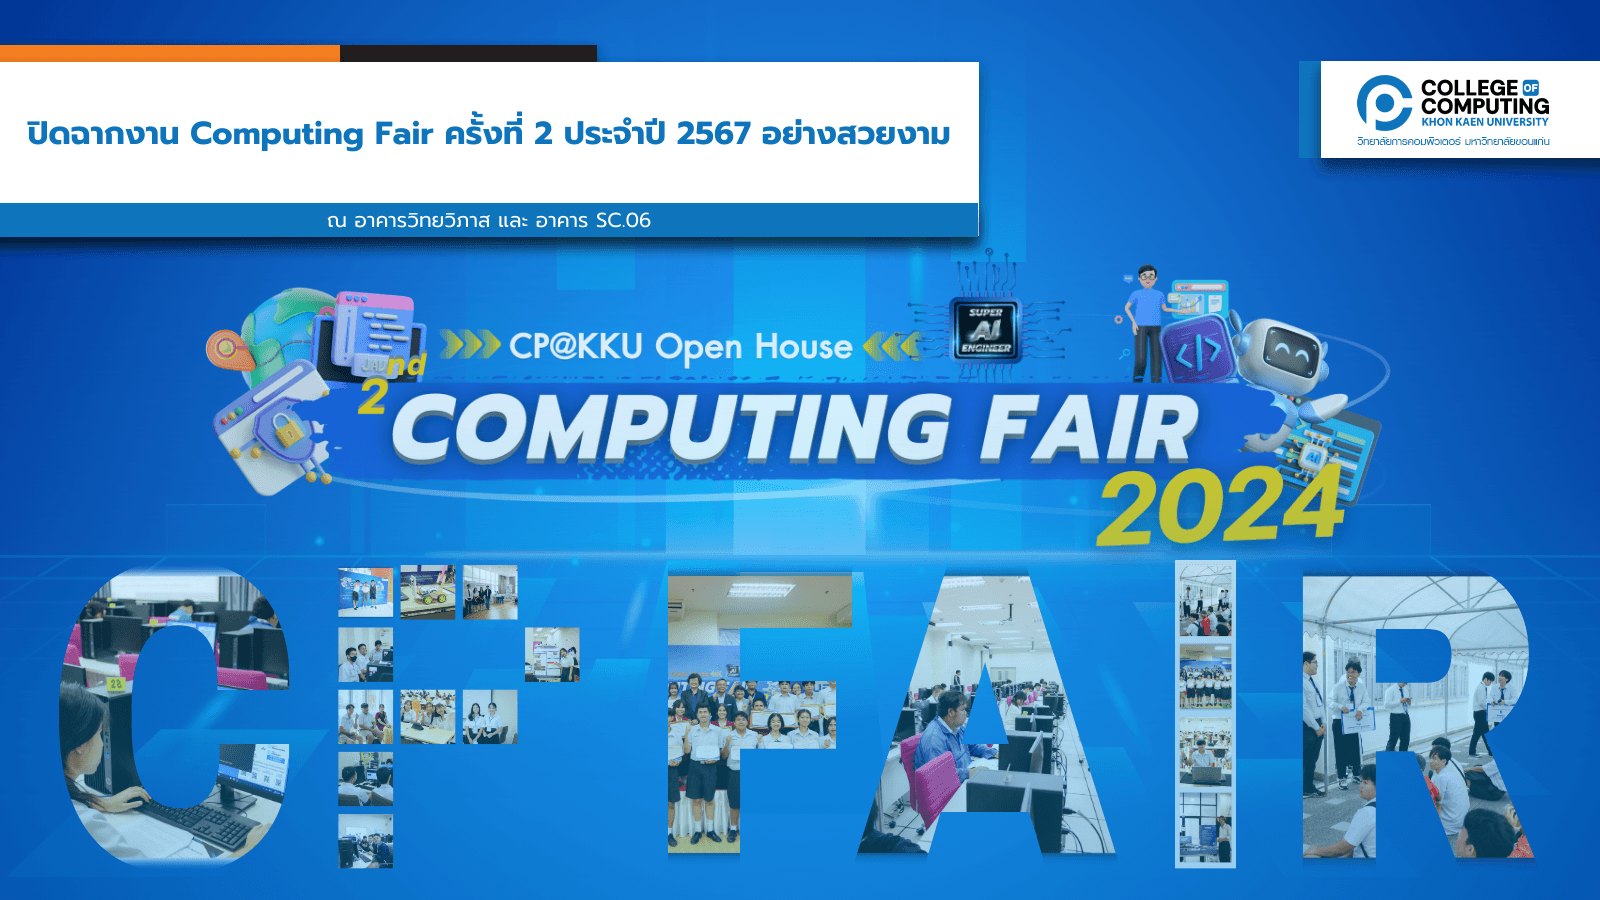 ปิดฉากงาน Computing Fair ครั้งที่ 2 ประจำปี 2567 อย่างสวยงาม
ณ อาคารวิทยวิภาส และ อาคาร SC.06
COLLEGE OF
COMPUTING
KHON KAEN UNIVERSITY
วิทยาลัยการคอมพิวเตอร์ มหาวิทยาลัยขอนแก่น
CP@KKU Open House
SUPER
AI
ENGINEER
2nd
COMPUTING FAIR
2024
AI
28
CF FAIR